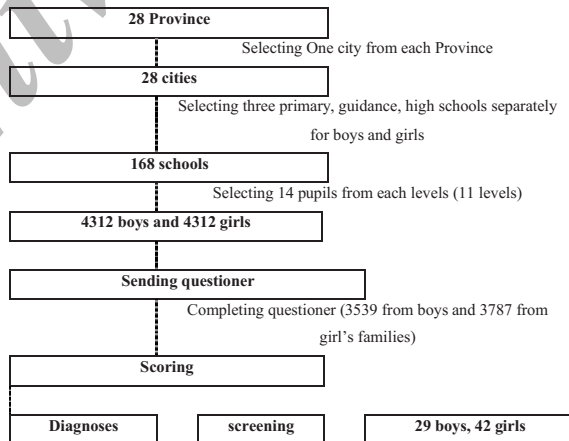 28 Province
Selecting One city from each Province
28 cities
Selecting three primary, guidance, high schools separately
for boys and girls
168 schools
Selecting 14 pupils from each levels (11 levels)
4312 boys and 4312 girls
Sending questioner
Completing questioner (3539 from boys and 3787 from
girl’s families)
Scoring
Diagnoses
screening
29 boys, 42 girls